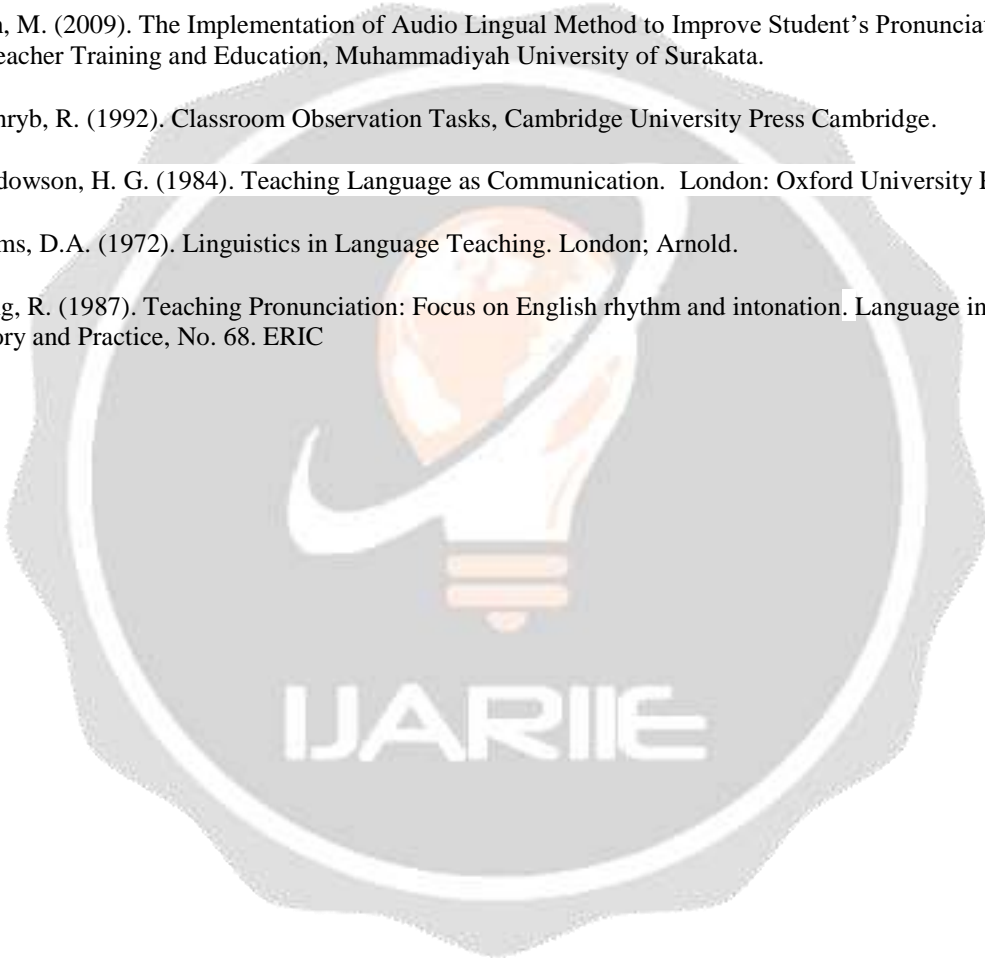 , M. (2009). The Implementation of Audio Lingual Method to Improve Student's Pronuncia
eacher Training and Education, Muhammadiyah University of Surakata.
ryb, R. (1992). Classroom Observation Tasks, Cambridge University Press Cambridge.
dowson, H. G. (1984). Teaching Language as Communication. London: Oxford University
ms, D.A. (1972). Linguistics in Language Teaching. London; Arnold.
g, R. (1987). Teaching Pronunciation: Focus on English rhythm and intonation. Language in
ry and Practice, No. 68. ERIC
IJARIIE